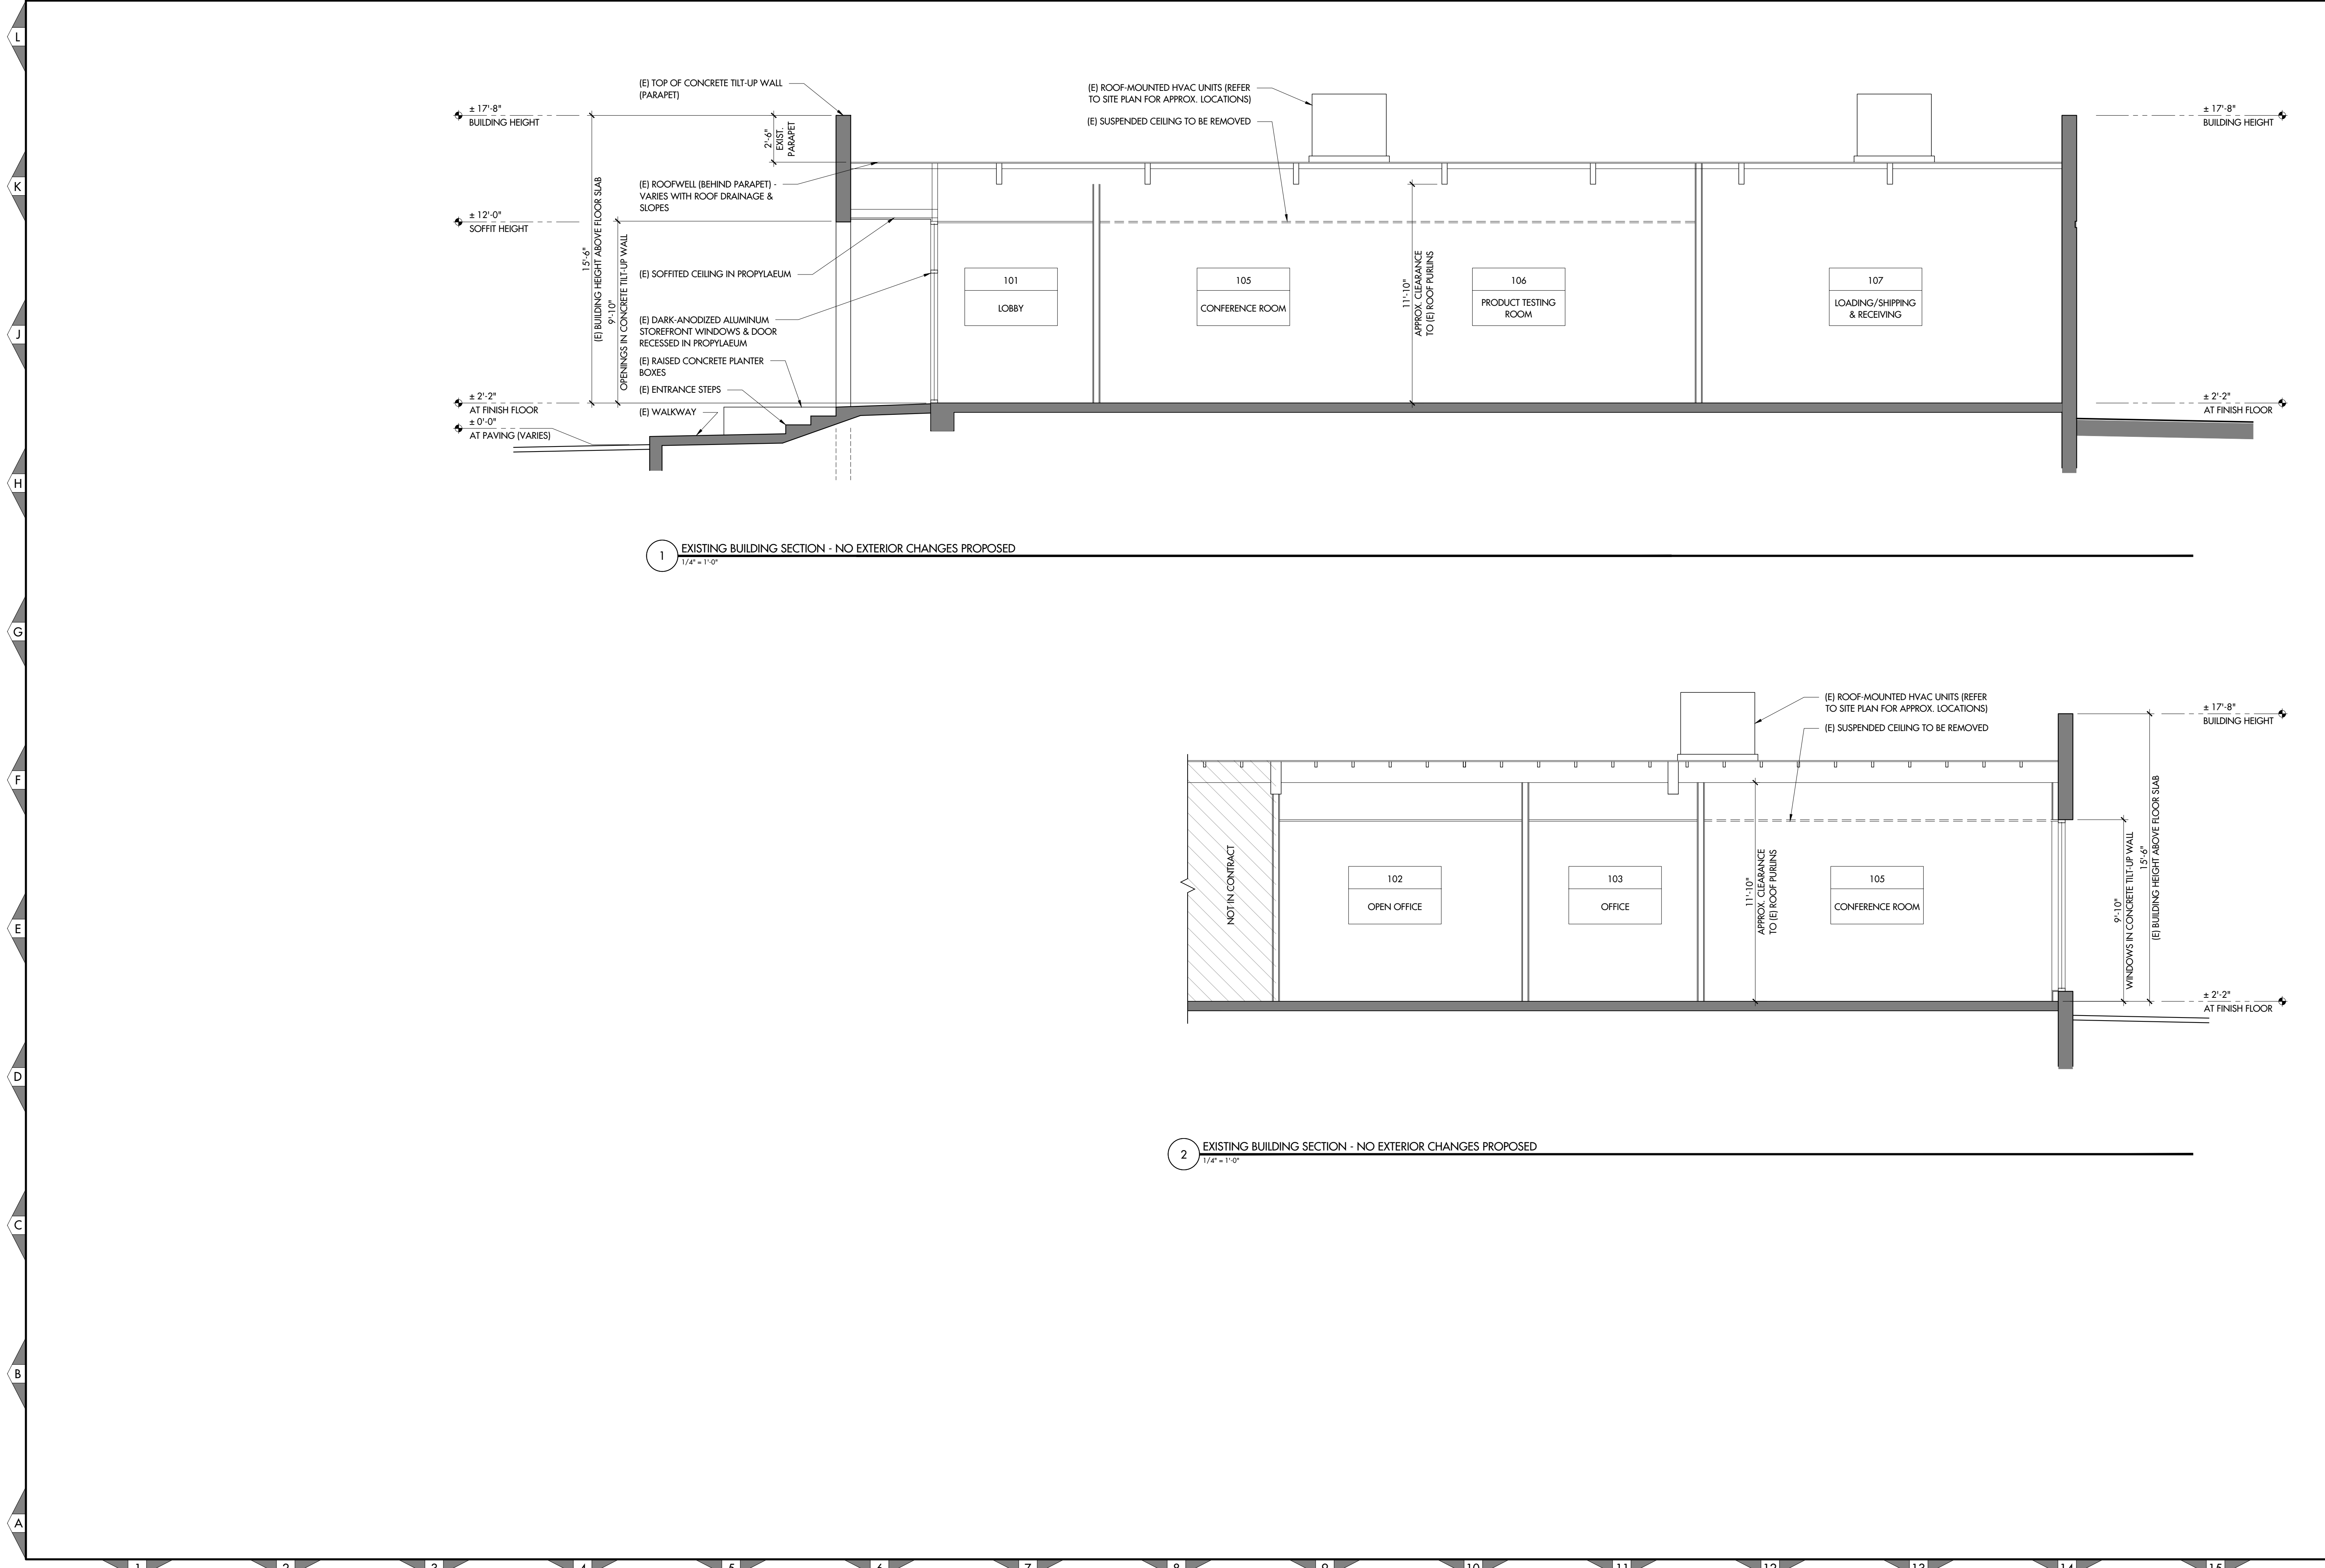 L
K
J
H
G
F
E
D
C
B
A
(E) TOP OF CONCRETE TILT-UP WALL
(PARAPET)
(E) ROOF-MOUNTED HVAC UNITS (REFER
TO SITE PLAN FOR APPROX. LOCATIONS)
(E) SUSPENDED CEILING TO BE REMOVED
± 17'-8"
BUILDING HEIGHT
± 17'-8"
BUILDING HEIGHT
2'-6"
EXIST.
PARAPET
(E) ROOFWELL (BEHIND PARAPET) -
VARIES WITH ROOF DRAINAGE &
SLOPES
± 12'-0"
SOFFIT HEIGHT
15'-6"
(E) BUILDING HEIGHT ABOVE FLOOR SLAB
9'-10"
OPENINGS IN CONCRETE TILT-UP WALL
(E) SOFFITED CEILING IN PROPYLAEUM
(E) DARK-ANODIZED ALUMINUM
STOREFRONT WINDOWS & DOOR
RECESSED IN PROPYLAEUM
(E) RAISED CONCRETE PLANTER
BOXES
(E) ENTRANCE STEPS
(E) WALKWAY
101
LOBBY
105
CONFERENCE ROOM
11'-10"
APPROX. CLEARANCE
TO (E) ROOF PURLINS
106
PRODUCT TESTING
ROOM
107
LOADING/SHIPPING
& RECEIVING
± 2'-2"
AT FINISH FLOOR
± 0'-0"
AT PAVING (VARIES)
± 2'-2"
AT FINISH FLOOR
1
EXISTING BUILDING SECTION - NO EXTERIOR CHANGES PROPOSED
1/4" = 1'-0"
(E) ROOF-MOUNTED HVAC UNITS (REFER
TO SITE PLAN FOR APPROX. LOCATIONS)
(E) SUSPENDED CEILING TO BE REMOVED
± 17'-8"
BUILDING HEIGHT
NOT IN CONTRACT
102
OPEN OFFICE
103
OFFICE
11'-10"
APPROX. CLEARANCE
TO (E) ROOF PURLINS
105
CONFERENCE ROOM
9'-10"
WINDOWS IN CONCRETE TILT-UP WALL
15'-6"
(E) BUILDING HEIGHT ABOVE FLOOR SLAB
± 2'-2"
AT FINISH FLOOR
2
EXISTING BUILDING SECTION - NO EXTERIOR CHANGES PROPOSED
1/4" = 1'-0"
1 2 3 4 5 6 7 8 9 10 11 12 13 14 15